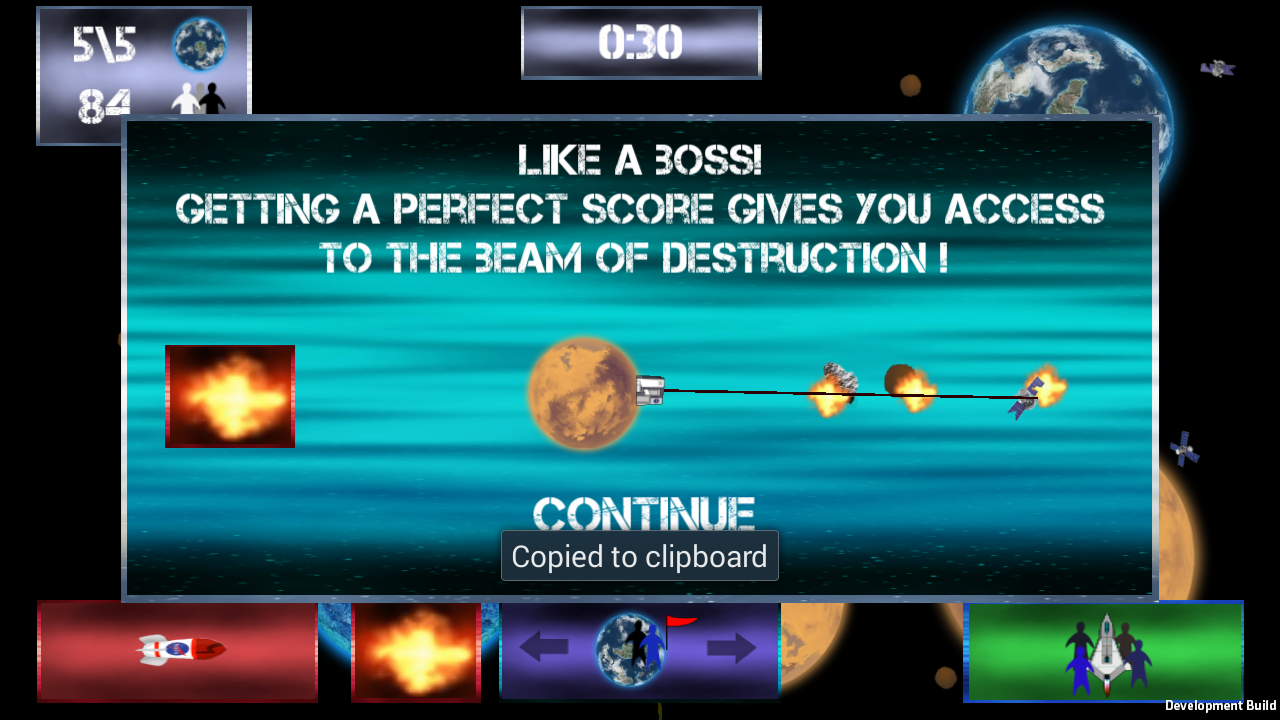 5\5
84
0:30
LIKE A BOSS!
GETTING A PERFECT SCORE GIVES YOU ACCESS
TO THE BEAM OF DESTRUCTION !
CONTINUE
Copied to clipboard
Development Build